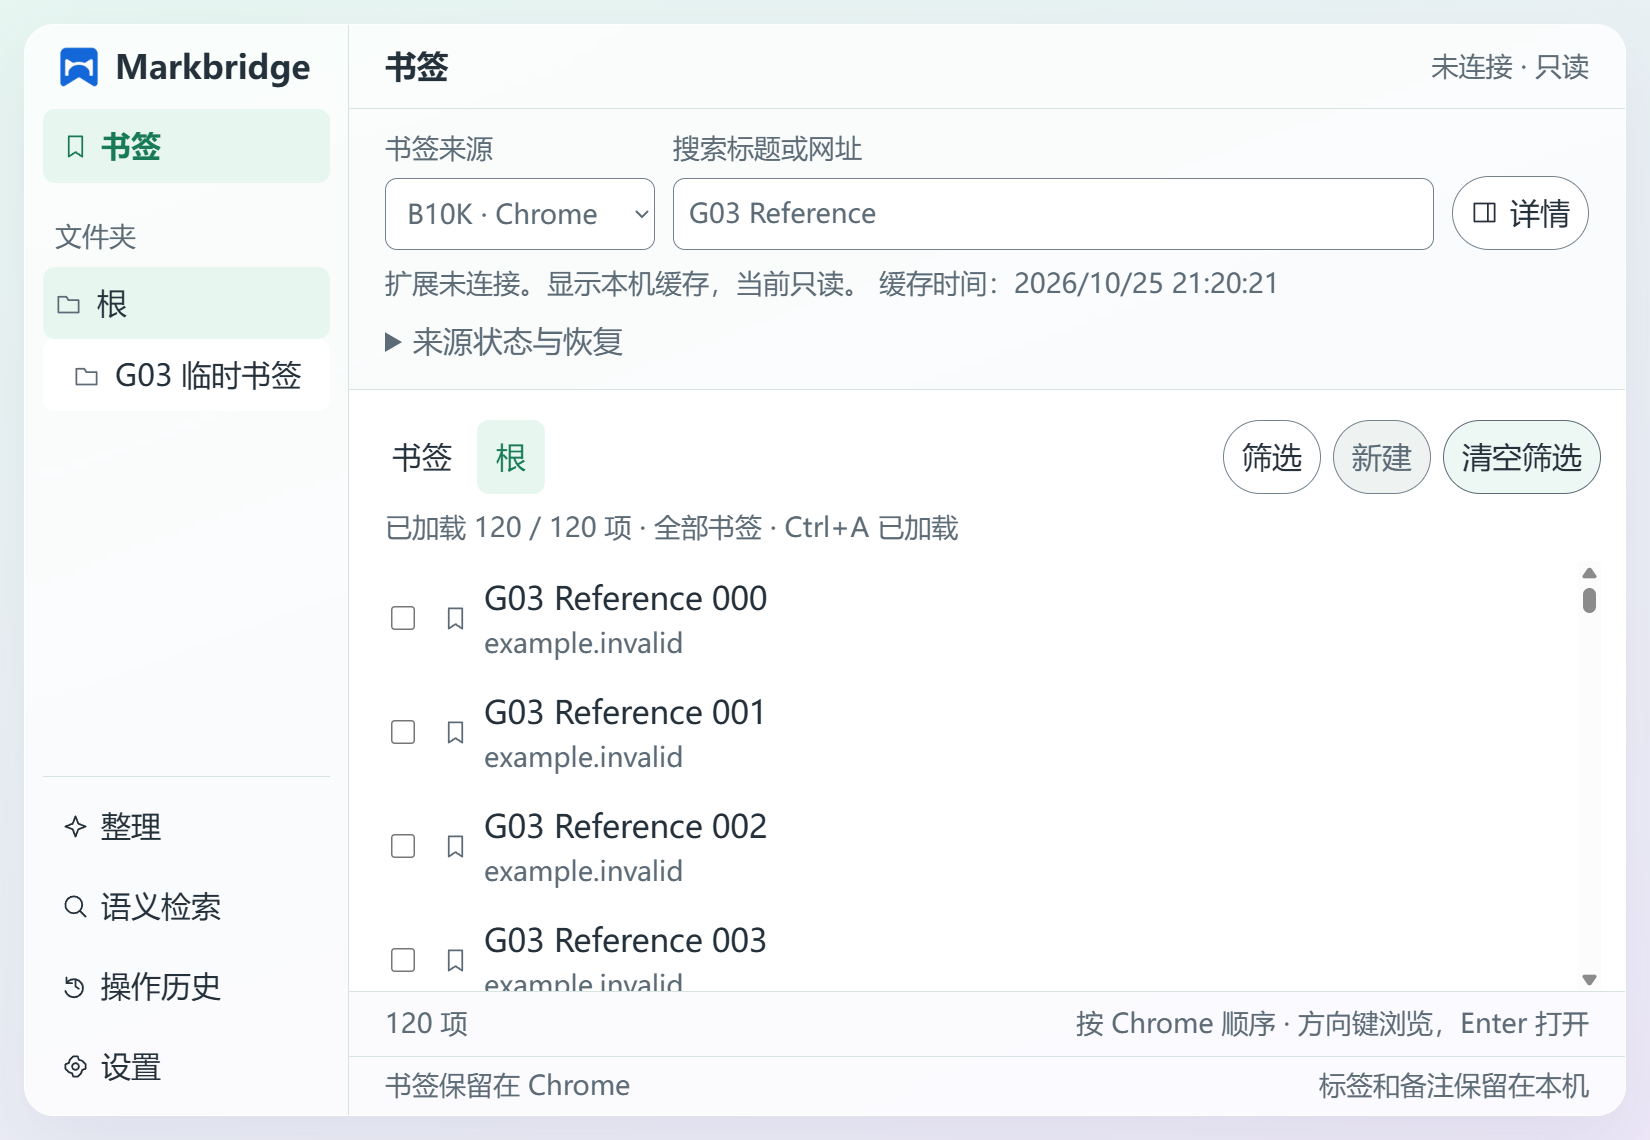 Markbridge
书签
文件夹
根
G03 临时书签
整理
语义检索
操作历史
设置
书签
未连接 · 只读
书签来源
搜索标题或网址
B10K · Chrome
G03 Reference
详情
扩展未连接。显示本机缓存，当前只读。 缓存时间：2026/10/25 21:20:21
来源状态与恢复
书签 根
筛选
新建
清空筛选
已加载 120 / 120 项 · 全部书签 · Ctrl+A 已加载
G03 Reference 000
example.invalid
G03 Reference 001
example.invalid
G03 Reference 002
example.invalid
G03 Reference 003
example.invalid
120 项
按 Chrome 顺序 · 方向键浏览，Enter 打开
书签保留在 Chrome
标签和备注保留在本机